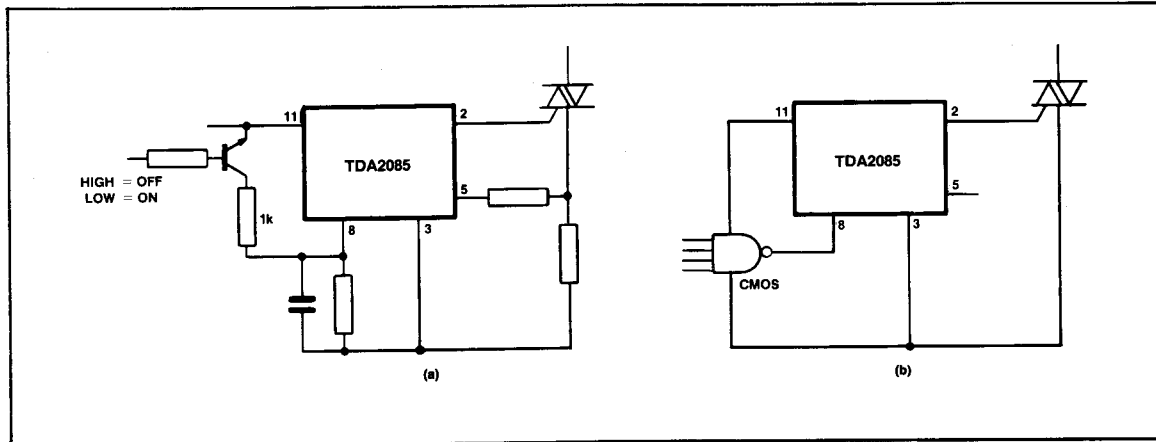 11
2
TDA2085
5
HIGH = OFF
LOW = ON
1k
8
3
(a)
11
2
TDA2085
5
8
3
CMOS
(b)